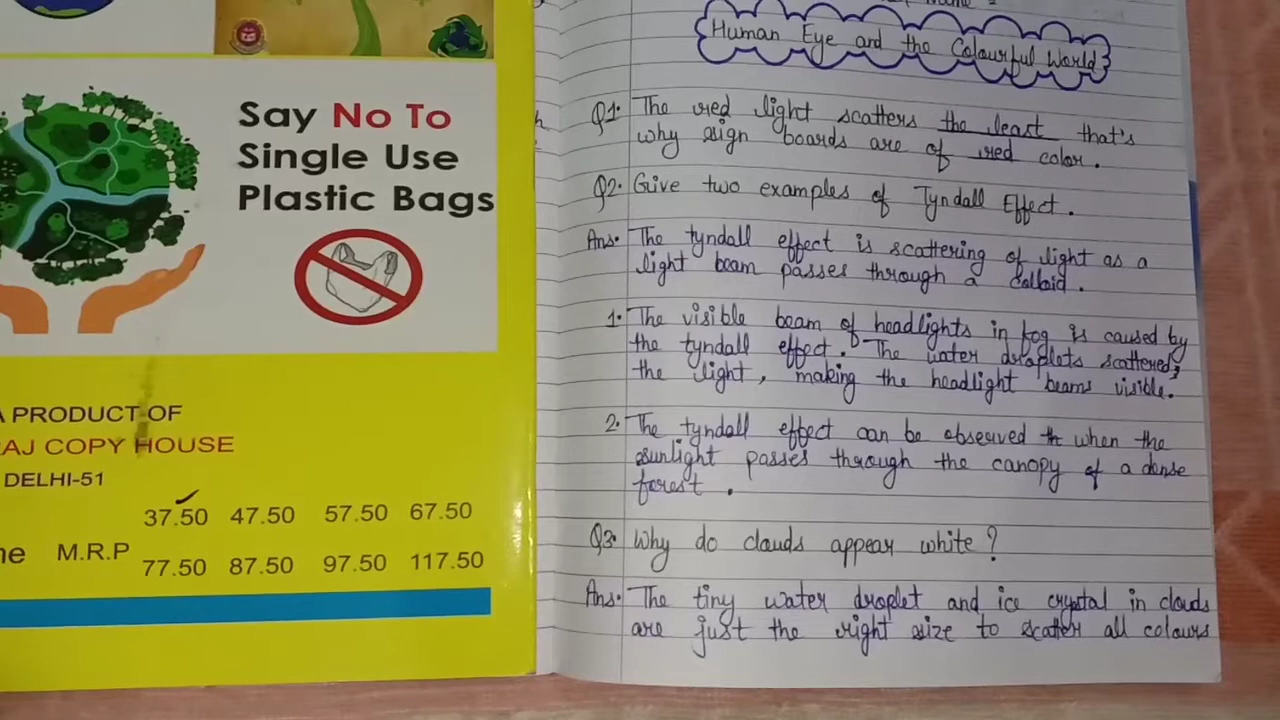 Say No To
Single Use
Plastic Bags
A PRODUCT OF
RAJ COPY HOUSE
DELHI-51
37.50 47.50 57.50 67.50
M.R.P
77.50 87.50 97.50 117.50
Human Eye and the Colourful World
Q1. The red light scatters the least that's
why sign boards are of red color.
Q2. Give two examples of Tyndall Effect.
Ans. The tyndall effect is scattering of light as a
light beam passes through a Colloid.
1. The visible beam of headlights in fog is caused by
the tyndall effect. The water droplets scattered
the light, making the headlight beams visible.
2. The tyndall effect can be observed when the
sunlight passes through the canopy of a dense
forest.
Q3. Why do clouds appear white?
Ans. The tiny water droplet and ice crystal in clouds
are just the right size to scatter all colours